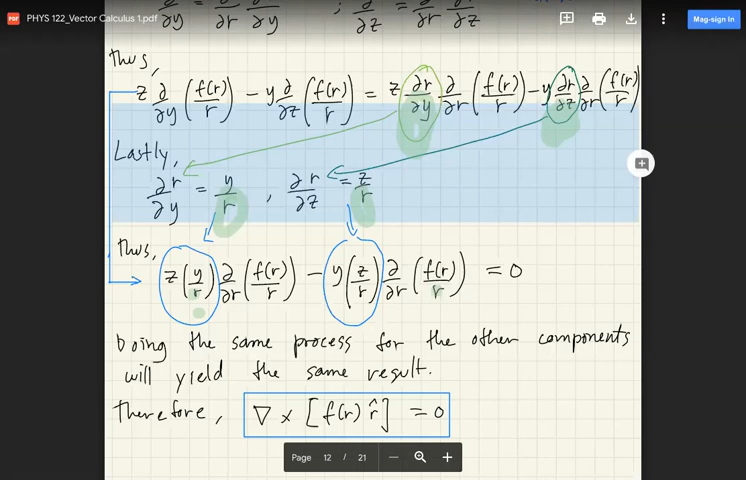 PDF PHYS 122_Vector Calculus 1.pdf
Mag-sign in
∂/∂y = ∂r/∂y ; ∂/∂z = ∂/∂r ∂r/∂z
thus,
z ∂/∂y (f(r)/r) − y ∂/∂z (f(r)/r) = z ∂r/∂y ∂/∂r (f(r)/r) − y ∂r/∂z ∂/∂r (f(r)/r)
Lastly,
∂r/∂y = y/r , ∂r/∂z = z/r
thus,
z (y/r) ∂/∂r (f(r)/r) − y (z/r) ∂/∂r (f(r)/r) = 0
Doing the same process for the other components
will yield the same result.
therefore, ∇ × [f(r) r̂] = 0
Page 12 / 21